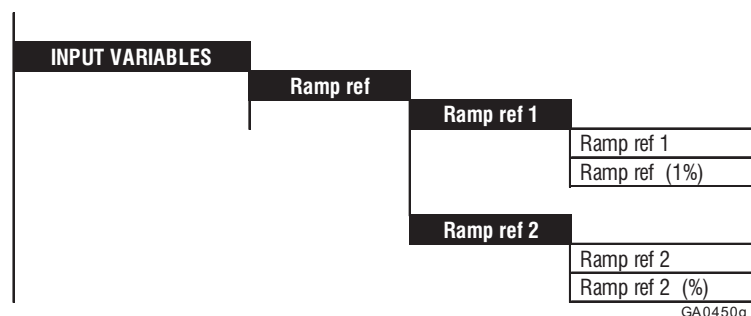 INPUT VARIABLES
Ramp ref
Ramp ref 1
Ramp ref 1
Ramp ref (1%)
Ramp ref 2
Ramp ref 2
Ramp ref 2 (%)
GA0450g